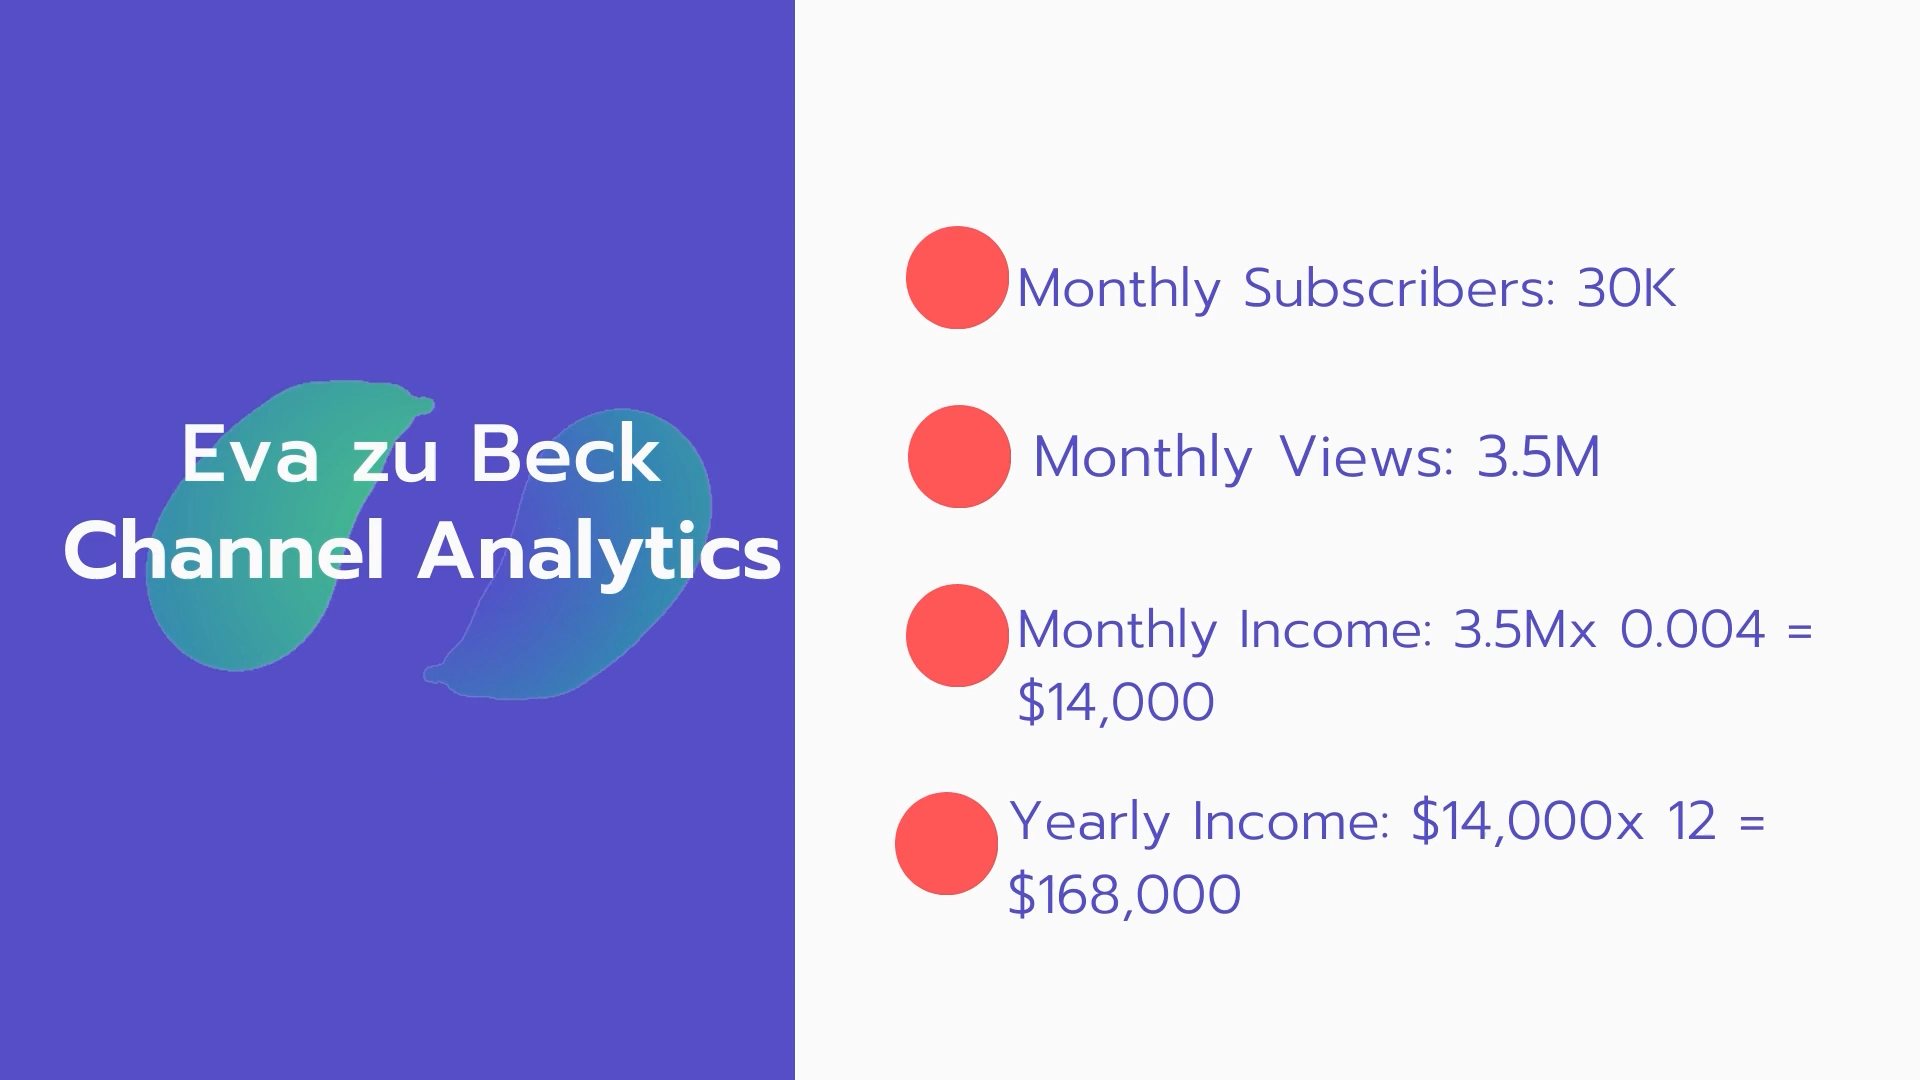 Eva zu Beck
Channel Analytics
Monthly Subscribers: 30K
Monthly Views: 3.5M
Monthly Income: 3.5Mx 0.004 =
$14,000
Yearly Income: $14,000x 12 =
$168,000